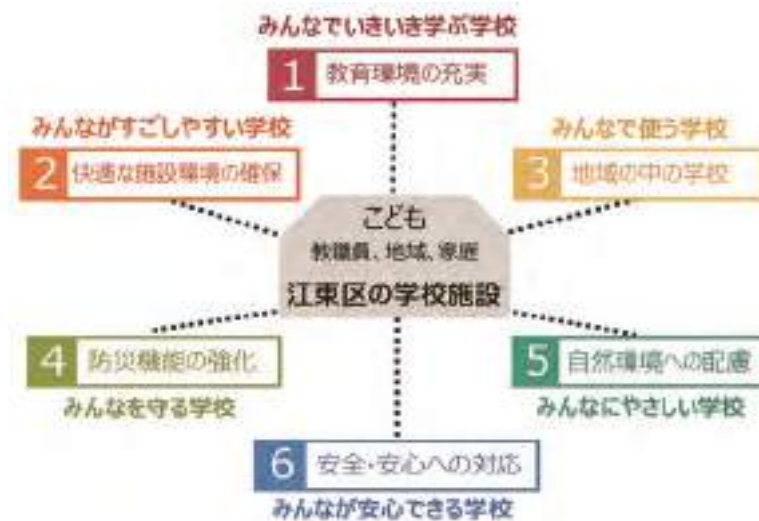 みんなでいきいき学ぶ学校
1 教育環境の充実
みんながすごしやすい学校
2 快適な施設環境の確保
みんなで使う学校
3 地域の中の学校
こども
教職員、地域、家庭
江東区の学校施設
4 防災機能の強化
みんなを守る学校
5 自然環境への配慮
みんなにやさしい学校
6 安全・安心への対応
みんなが安心できる学校